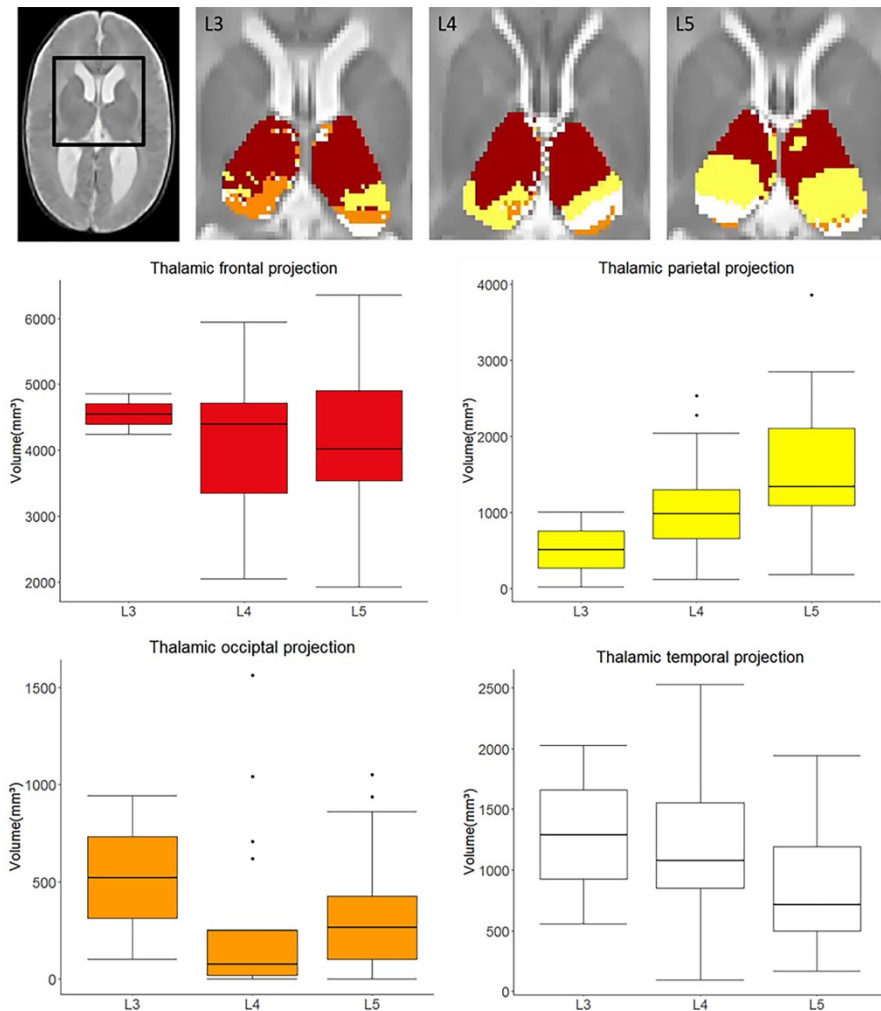 L3
L4
L5
Thalamic frontal projection
Volume(mm³)
6000
5000
4000
3000
2000
L3
L4
L5
Thalamic parietal projection
Volume(mm³)
4000
3000
2000
1000
0
L3
L4
L5
Thalamic occiptal projection
Volume(mm³)
1500
1000
500
0
L3
L4
L5
Thalamic temporal projection
Volume(mm³)
2500
2000
1500
1000
500
0
L3
L4
L5